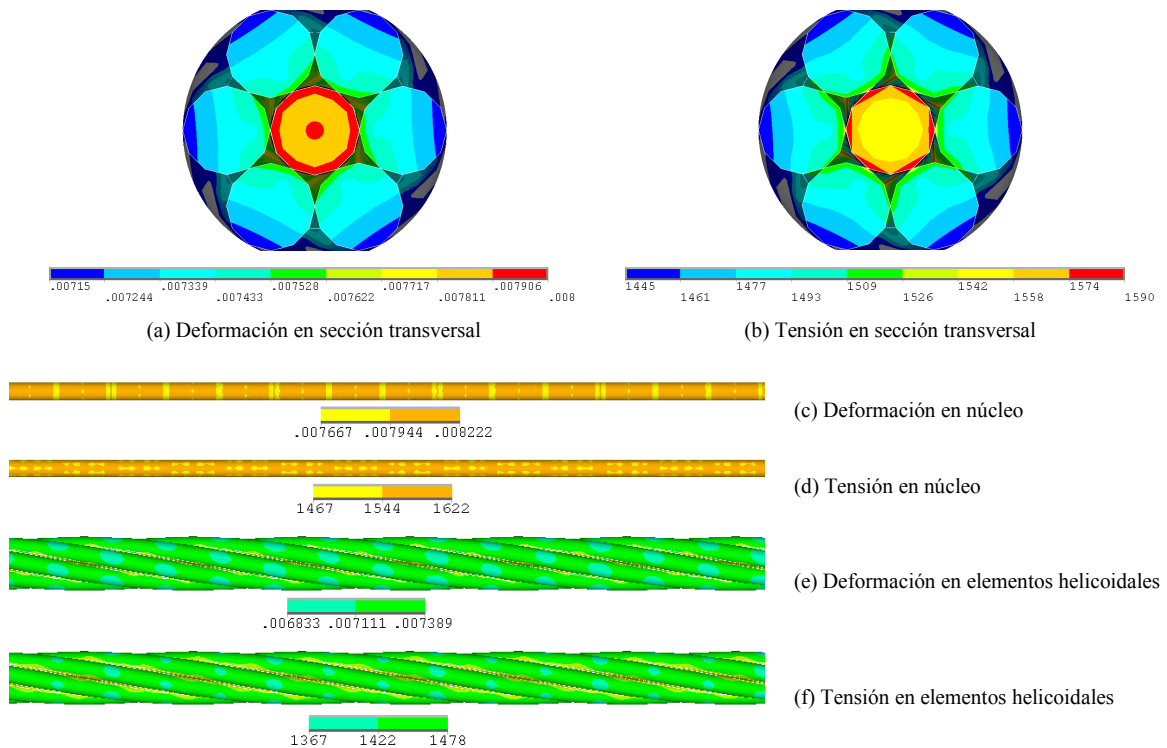 .00715 .007339 .007528 .007717 .007906
.007244 .007433 .007622 .007811 .008
(a) Deformación en sección transversal
1445 1477 1509 1542 1574
1461 1493 1526 1558 1590
(b) Tensión en sección transversal
(c) Deformación en núcleo
.007667 .007944 .008222
(d) Tensión en núcleo
1467 1544 1622
(e) Deformación en elementos helicoidales
.006833 .007111 .007389
(f) Tensión en elementos helicoidales
1367 1422 1478